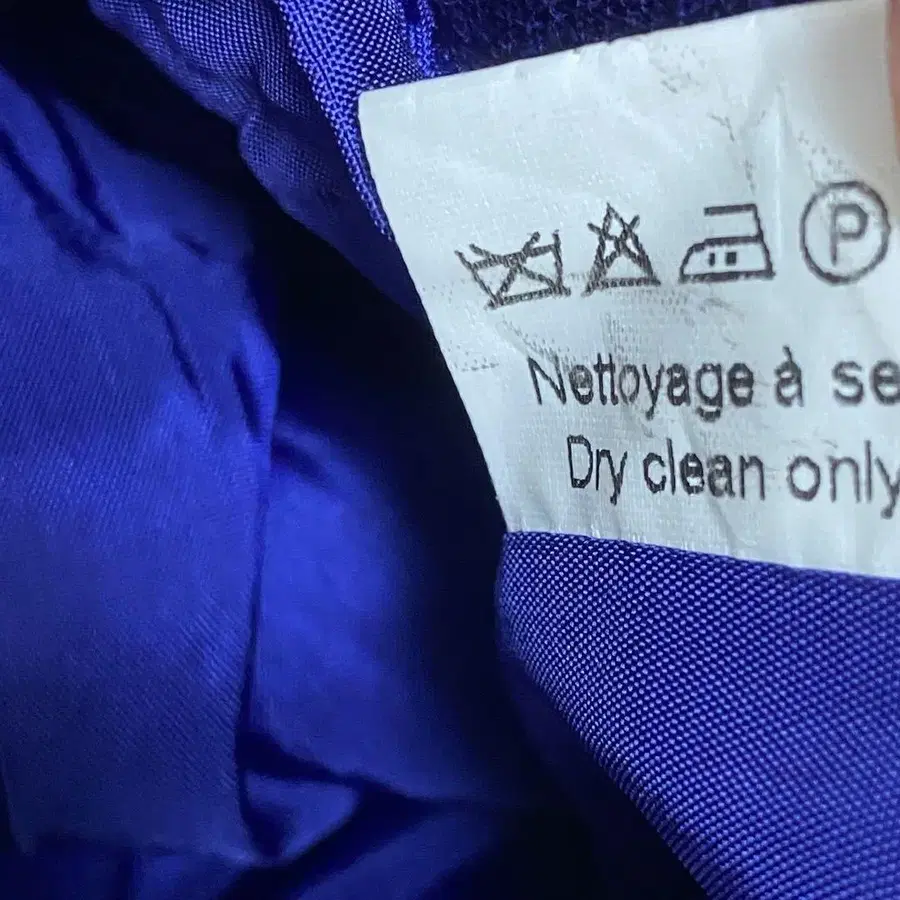 P
Nettoyage à se
Dry clean only